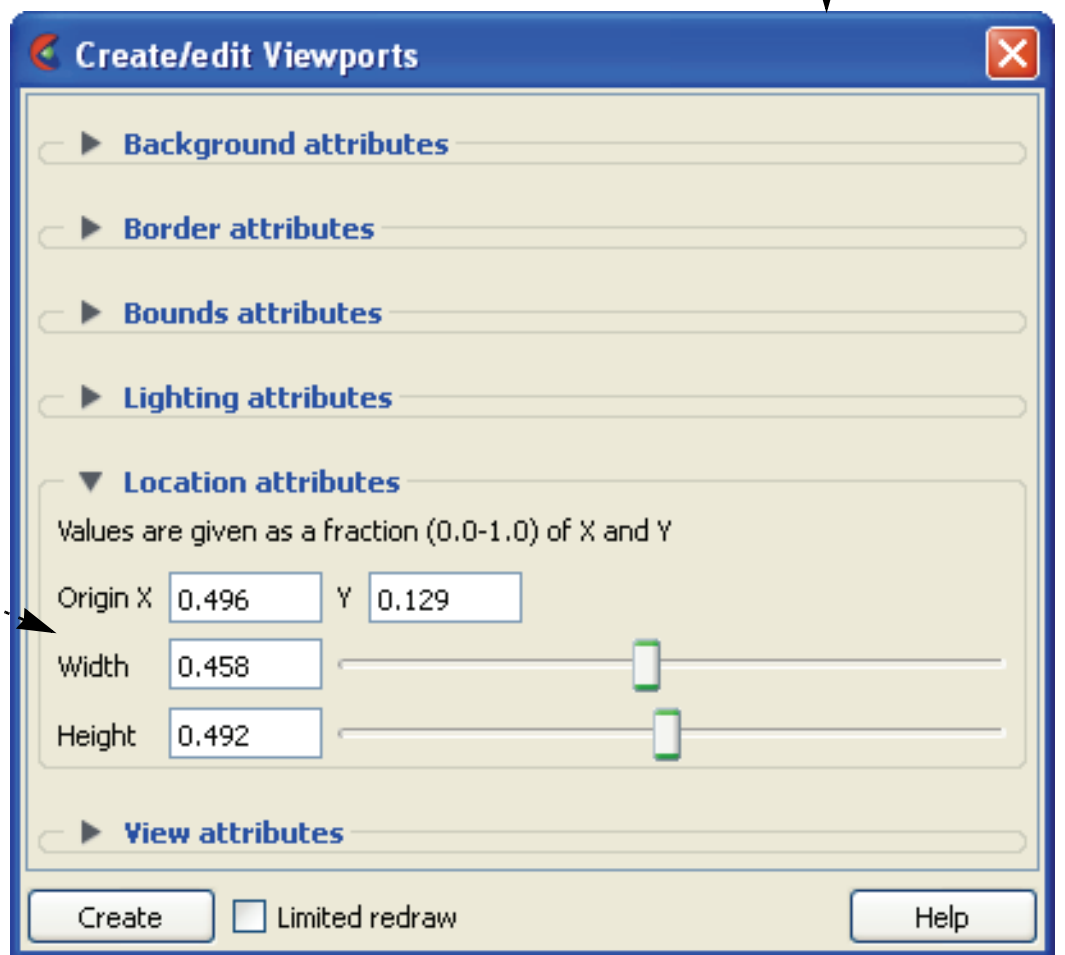 Create/edit Viewports
Background attributes
Border attributes
Bounds attributes
Lighting attributes
Location attributes
Values are given as a fraction (0.0-1.0) of X and Y
Origin X 0.496 Y 0.129
Width 0.458
Height 0.492
View attributes
Create Limited redraw Help